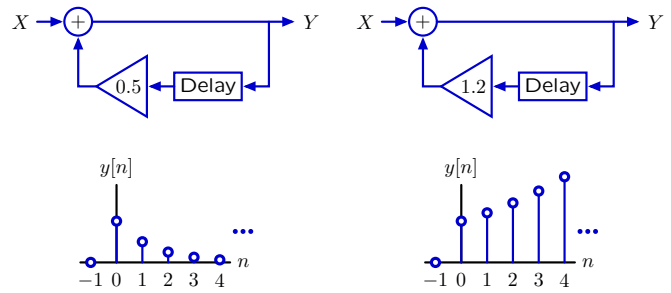 X + Y X + Y
0.5 Delay 1.2 Delay
y[n] y[n]
... ...
n n
−1 0 1 2 3 4 −1 0 1 2 3 4